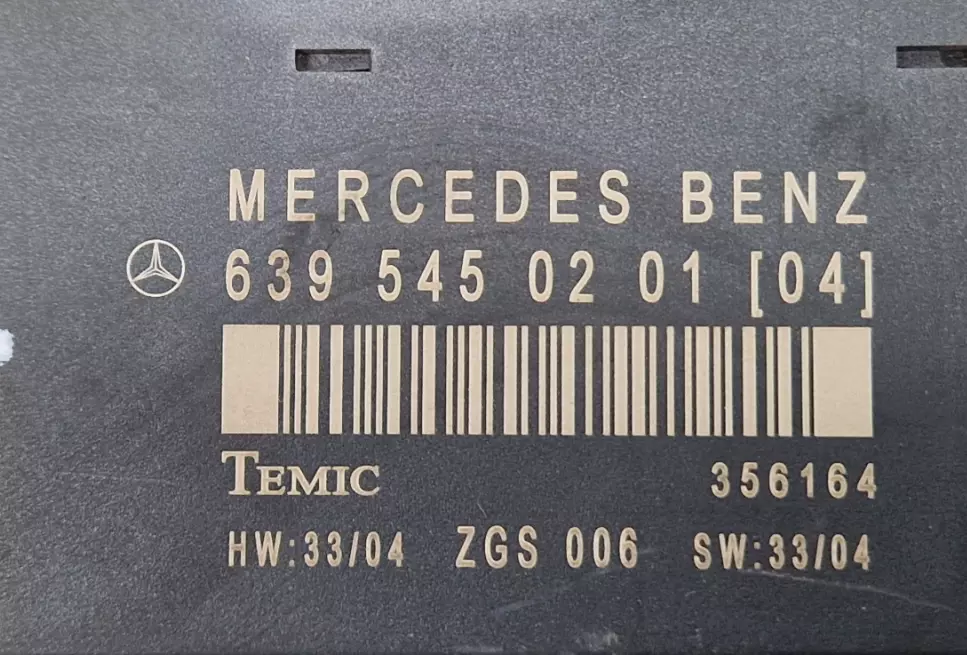 MERCEDES BENZ
639 545 02 01 [04]
TEMIC 356164
HW:33/04 ZGS 006 SW:33/04